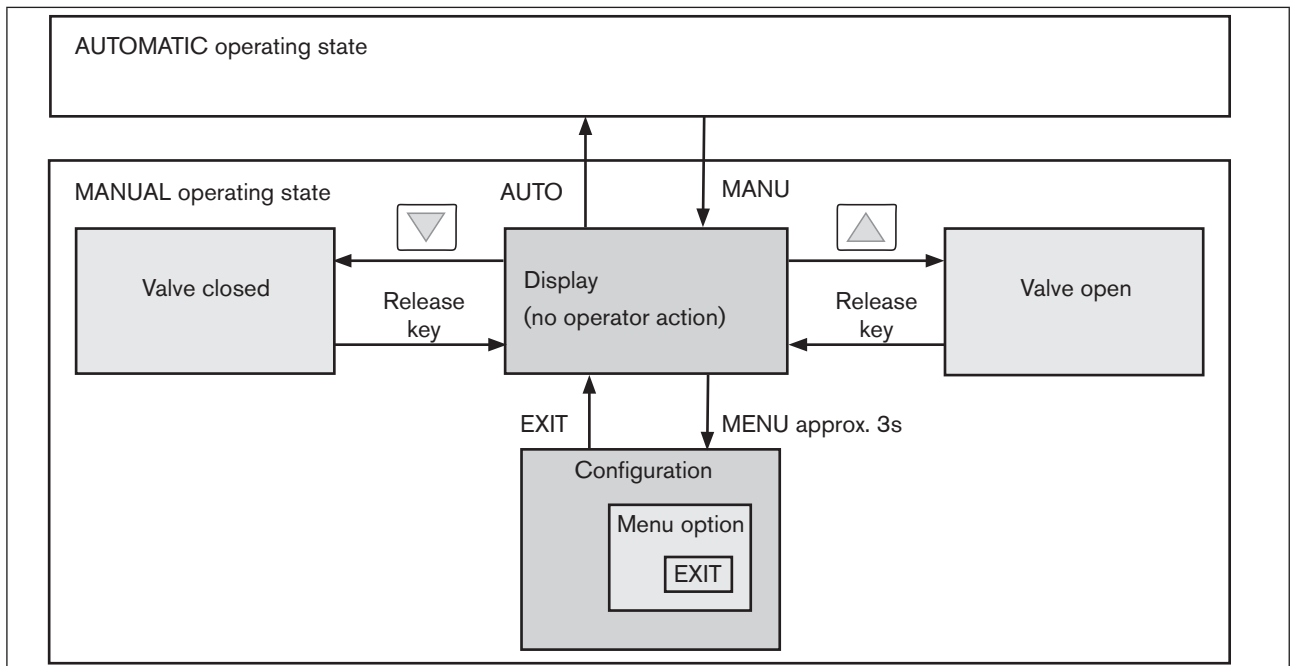 AUTOMATIC operating state
MANUAL operating state
AUTO
MANU
Valve closed
Release
key
Display
(no operator action)
Release
key
Valve open
EXIT
MENU approx. 3s
Configuration
Menu option
EXIT